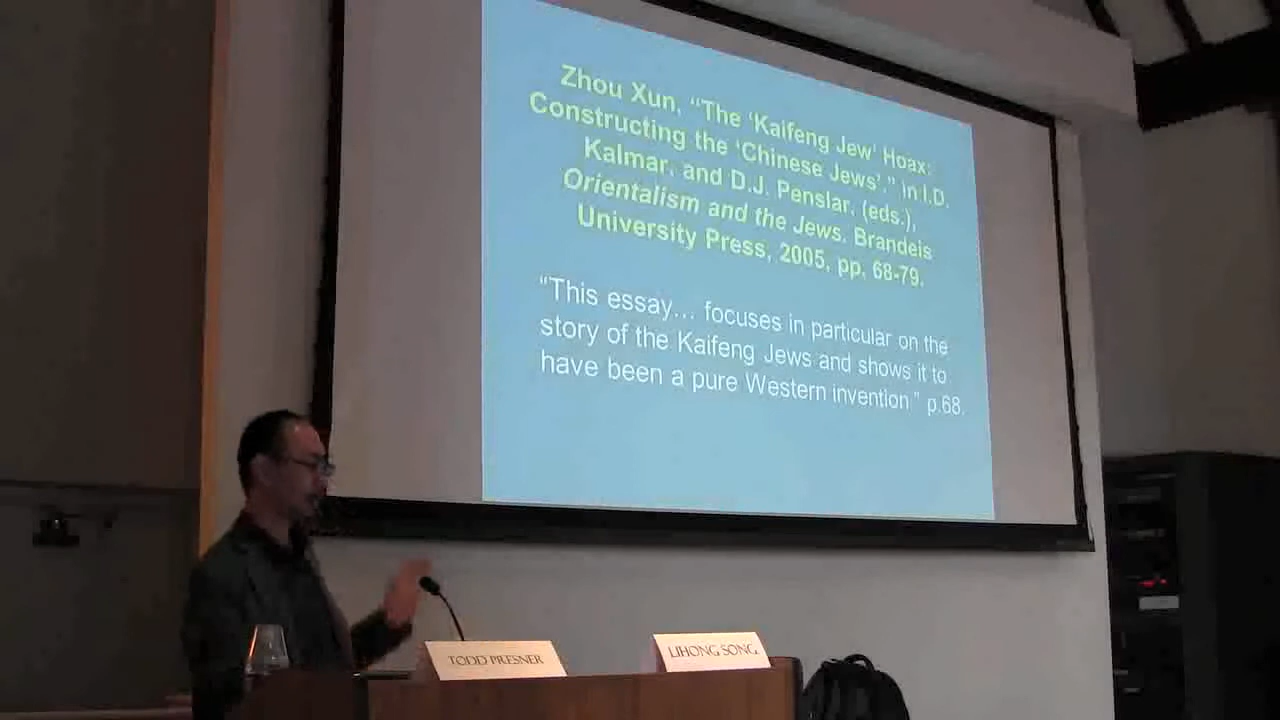 Zhou Xun, “The ‘Kaifeng Jew’ Hoax:
Constructing the ‘Chinese Jews’.” In I.D.
Kalmar, and D.J. Penslar, (eds.),
Orientalism and the Jews. Brandeis
University Press, 2005, pp. 68-79.
“This essay… focuses in particular on the
story of the Kaifeng Jews and shows it to
have been a pure Western invention.” p.68.
TODD PRESNER
LIHONG SONG